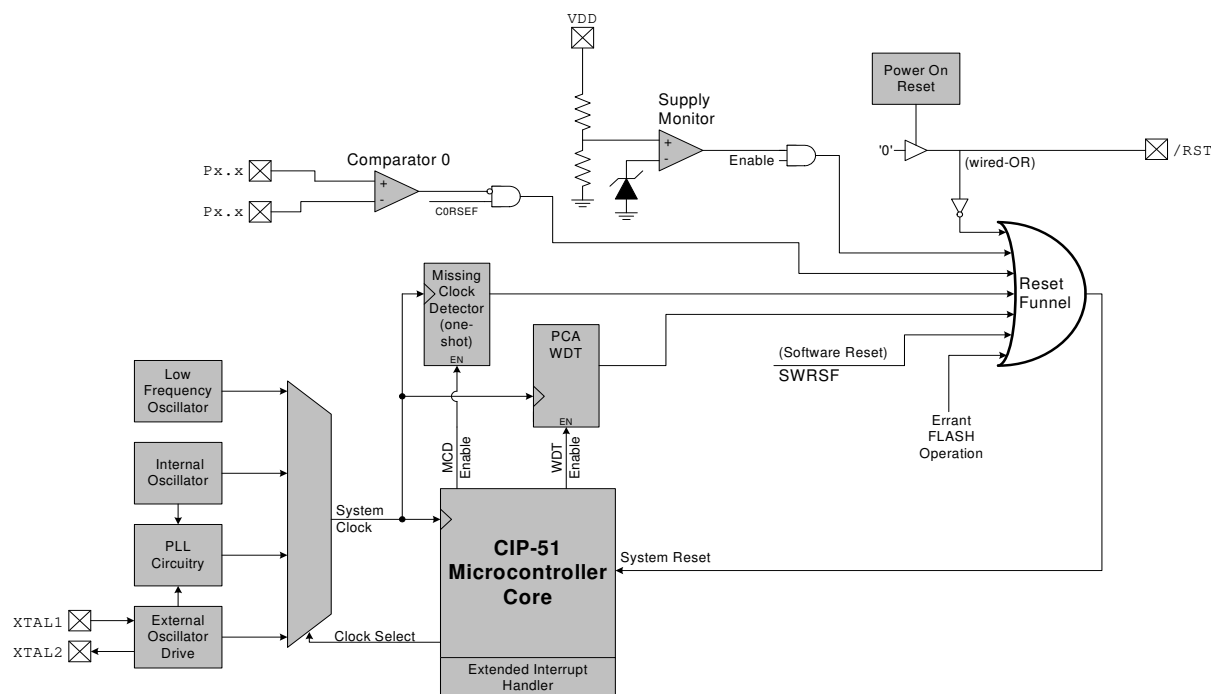 VDD
Power On
Reset
Supply
Monitor
+
-
Enable
'0'
(wired-OR)
/RST
Comparator 0
Px.x
+
-
Px.x
C0RSEF
Missing
Clock
Detector
(one-
shot)
EN
PCA
WDT
EN
Reset
Funnel
(Software Reset)
SWRSF
Errant
FLASH
Operation
Low
Frequency
Oscillator
Internal
Oscillator
PLL
Circuitry
External
Oscillator
Drive
XTAL1
XTAL2
System
Clock
MCD
Enable
WDT
Enable
CIP-51
Microcontroller
Core
System Reset
Clock Select
Extended Interrupt
Handler